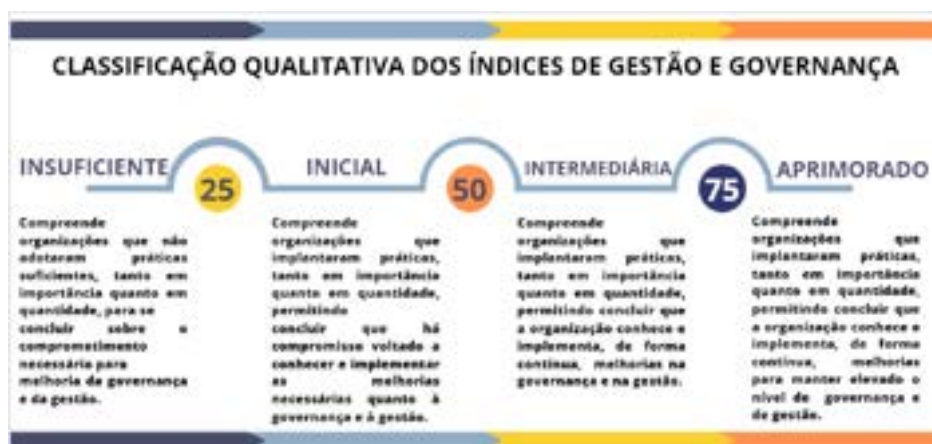 CLASSIFICAÇÃO QUALITATIVA DOS ÍNDICES DE GESTÃO E GOVERNANÇA
INSUFICIENTE
25
INICIAL
50
INTERMEDIÁRIA
75
APRIMORADO
Compreende
organizações que não
adotaram práticas
suficientes, tanto em
importância quanto em
quantidade, para se
concluir sobre o
comprometimento
necessário para
melhoria da governança
e da gestão.
Compreende
organizações que
implantaram práticas,
tanto em importância
quanto em quantidade,
permitindo
concluir que há
compromisso voltado a
conhecer e implementar
as melhorias
necessárias quanto à
governança e à gestão.
Compreende
organizações que
implantaram práticas,
tanto em importância
quanto em quantidade,
permitindo concluir que
a organização conhece e
implementa, de forma
contínua, melhorias na
governança e na gestão.
Compreende
organizações que
implantaram práticas,
tanto em importância
quanto em quantidade,
permitindo concluir que
a organização conhece e
implementa, de forma
contínua, melhorias
para manter elevado o
nível de governança e
de gestão.